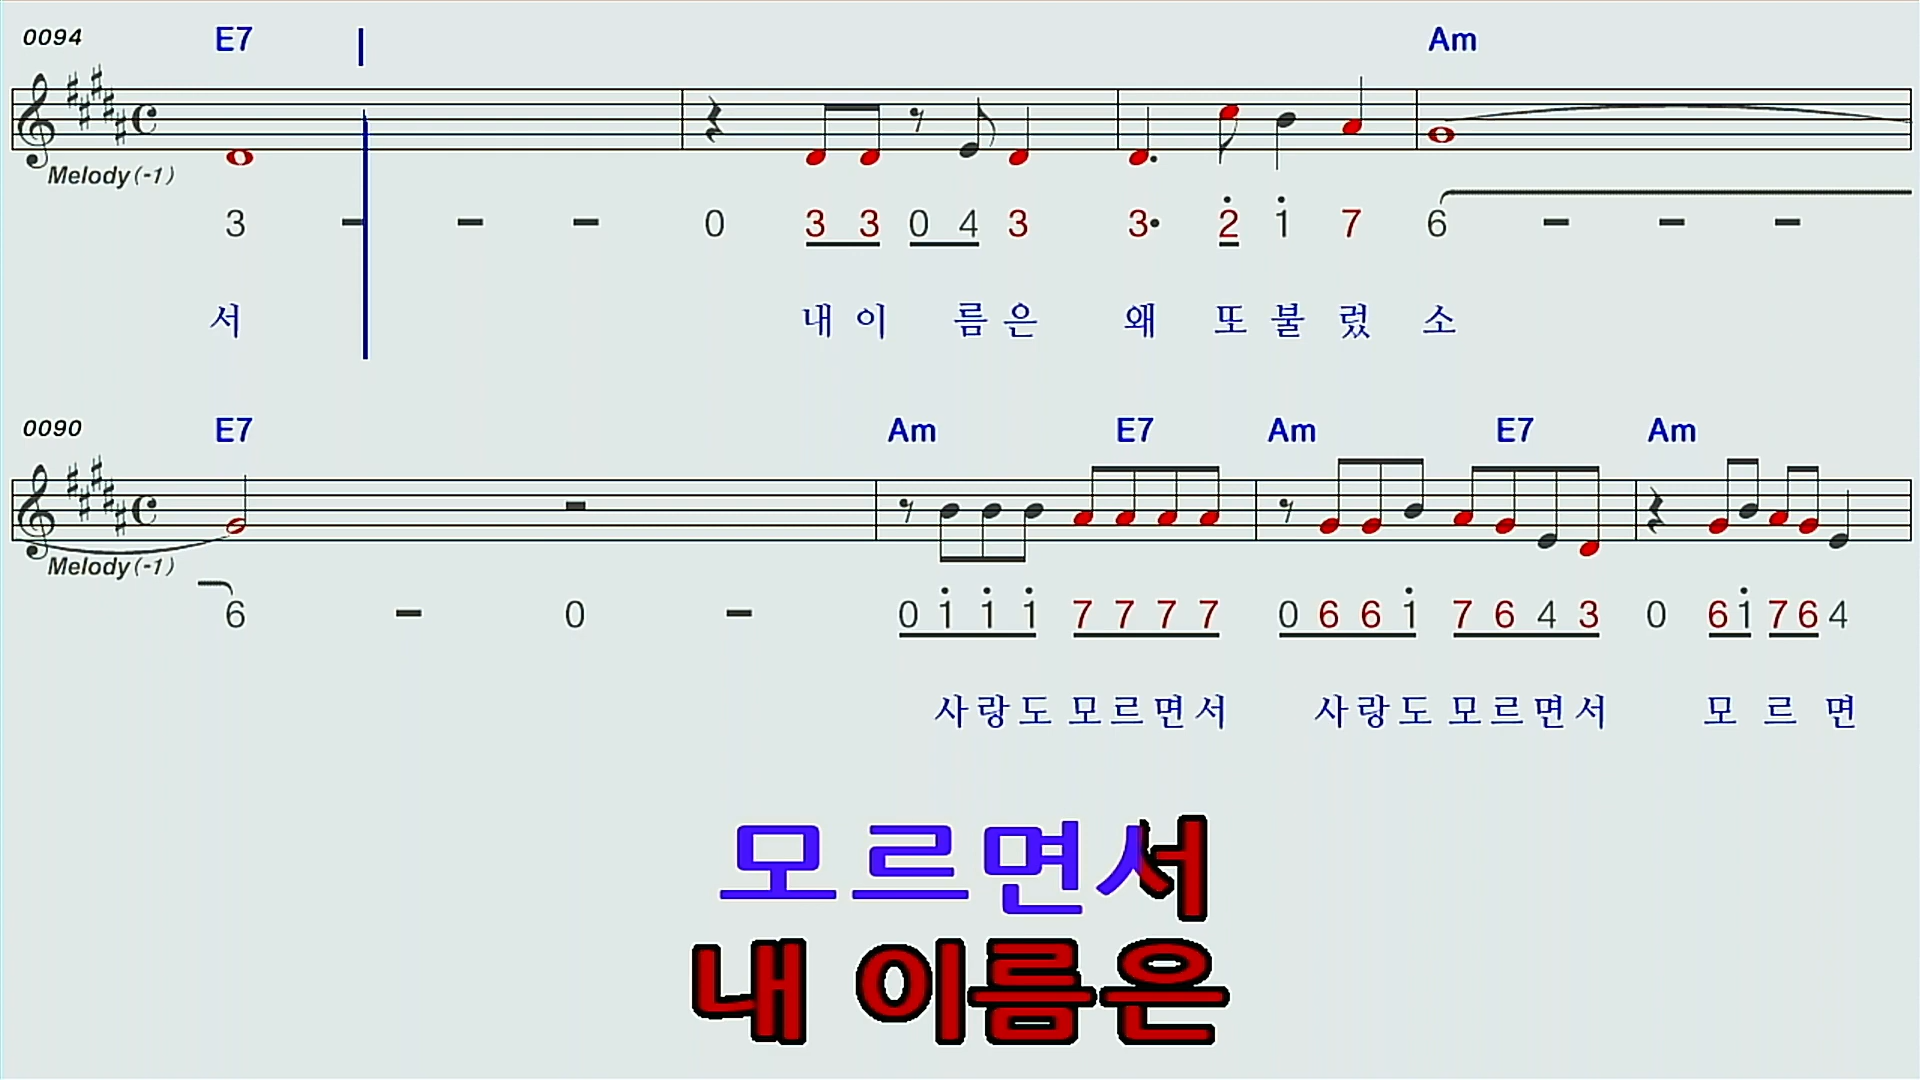 0094 E7 | Am
Melody(-1)
3 - - - 0 3 3 0 4 3 3· 2 1 7 6 - - -
서 내 이 름 은 왜 또 불 렀 소
0090 E7 Am E7 Am E7 Am
Melody(-1)
6 - 0 - 0 1 1 1 7 7 7 7 0 6 6 1 7 6 4 3 0 6 1 7 6 4
사 랑 도 모 르 면 서 사 랑 도 모 르 면 서 모 르 면
모르면서
내 이름은